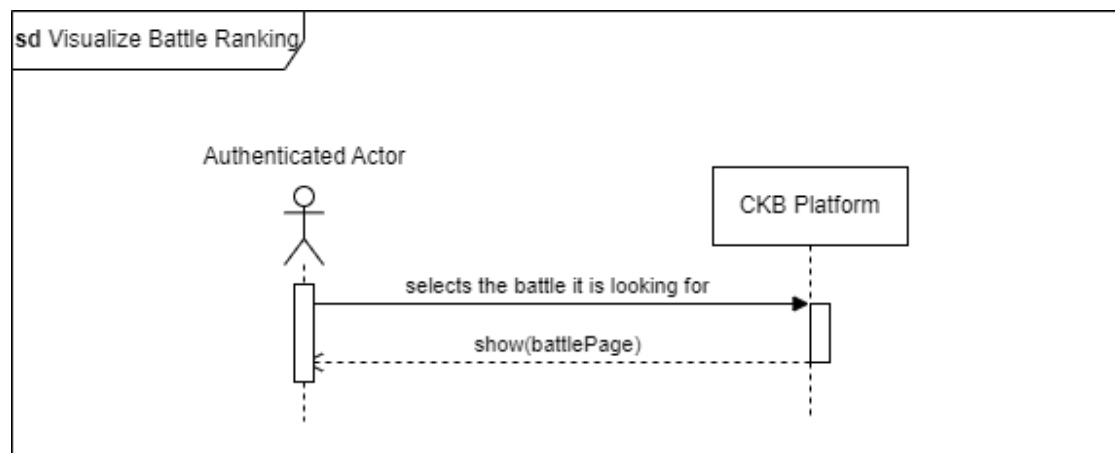 sd Visualize Battle Ranking
Authenticated Actor
CKB Platform
selects the battle it is looking for
show(battlePage)